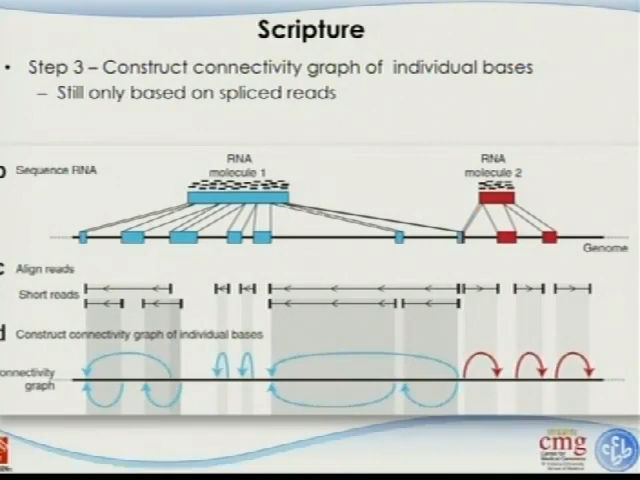 Scripture
• Step 3 – Construct connectivity graph of individual bases
– Still only based on spliced reads
b Sequence RNA
RNA
molecule 1
RNA
molecule 2
Genome
c Align reads
Short reads
d Construct connectivity graph of individual bases
onnectivity
graph
cmg